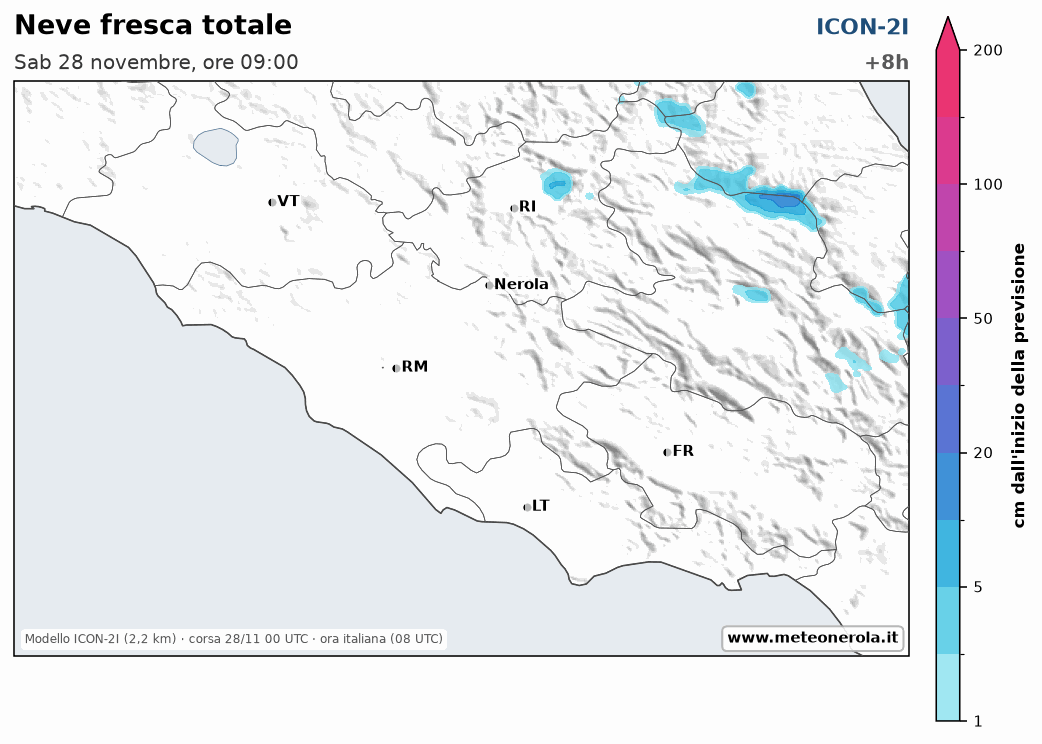 Neve fresca totale
ICON-2I
Sab 28 novembre, ore 09:00
+8h
200
100
50
20
5
1
cm dall'inizio della previsione
VT
RI
Nerola
RM
FR
LT
Modello ICON-2I (2,2 km) · corsa 28/11 00 UTC · ora italiana (08 UTC)
www.meteonerola.it